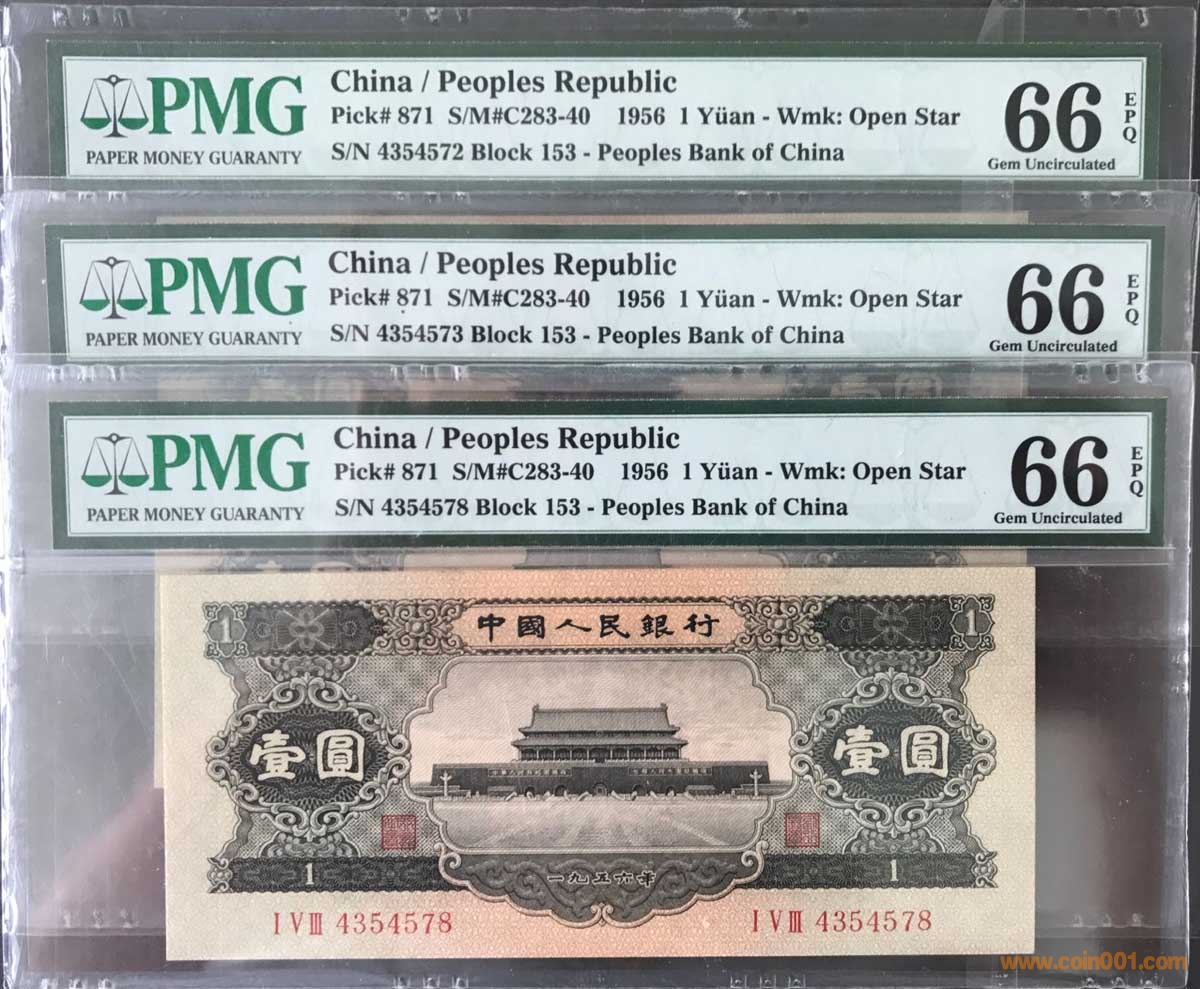 PMG
PAPER MONEY GUARANTY
China / Peoples Republic
Pick# 871 S/M#C283-40 1956 1 Yüan - Wmk: Open Star
S/N 4354572 Block 153 - Peoples Bank of China
66
EPQ
Gem Uncirculated
PMG
PAPER MONEY GUARANTY
China / Peoples Republic
Pick# 871 S/M#C283-40 1956 1 Yüan - Wmk: Open Star
S/N 4354573 Block 153 - Peoples Bank of China
66
EPQ
Gem Uncirculated
PMG
PAPER MONEY GUARANTY
China / Peoples Republic
Pick# 871 S/M#C283-40 1956 1 Yüan - Wmk: Open Star
S/N 4354578 Block 153 - Peoples Bank of China
66
EPQ
Gem Uncirculated
1 中國人民銀行 1
壹圓 壹圓
1 一九五六年 1
I V III 4354578 I V III 4354578
www.coin001.com